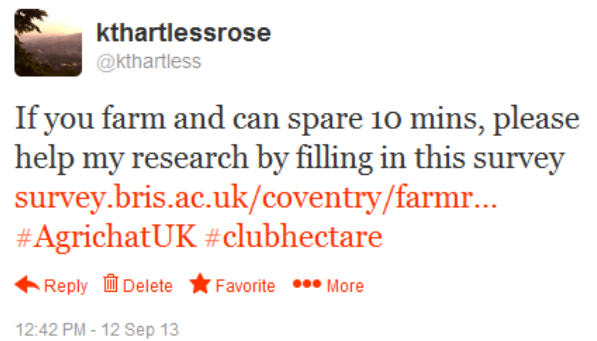 kthartlessrose
@kthartless
If you farm and can spare 10 mins, please
help my research by filling in this survey
survey.bris.ac.uk/coventry/farmr...
#AgrichatUK #clubhectare
Reply Delete Favorite More
12:42 PM - 12 Sep 13